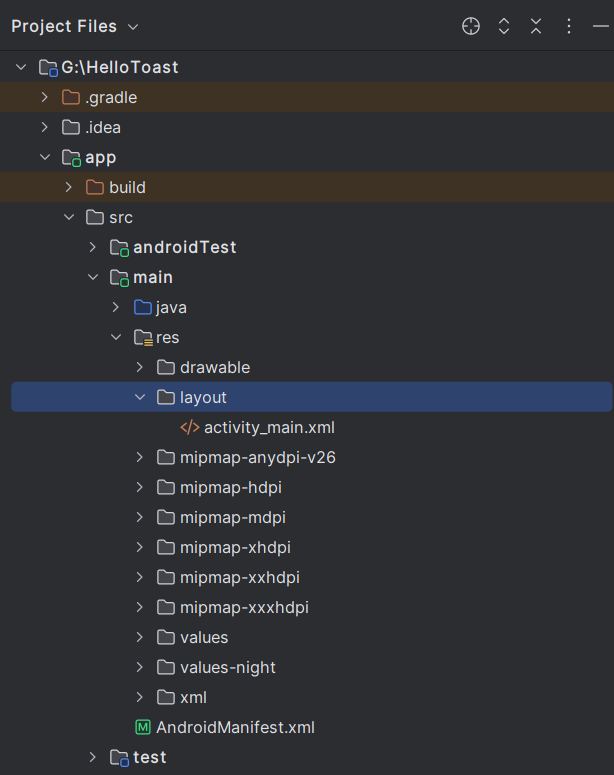 Project Files
G:\HelloToast
.gradle
.idea
app
build
src
androidTest
main
java
res
drawable
layout
activity_main.xml
mipmap-anydpi-v26
mipmap-hdpi
mipmap-mdpi
mipmap-xhdpi
mipmap-xxhdpi
mipmap-xxxhdpi
values
values-night
xml
M AndroidManifest.xml
test